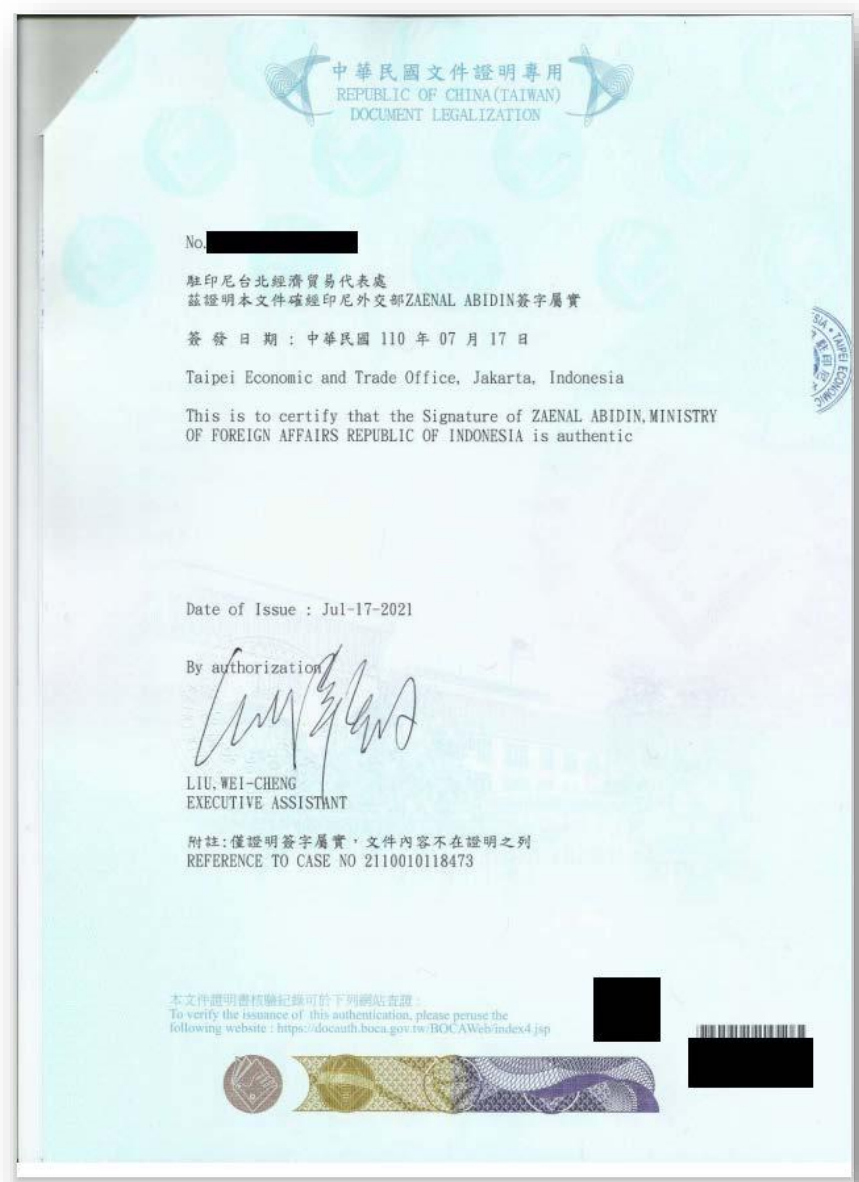 中華民國文件證明專用
REPUBLIC OF CHINA(TAIWAN)
DOCUMENT LEGALIZATION
No.
駐印尼台北經濟貿易代表處
茲證明本文件確經印尼外交部ZAENAL ABIDIN簽字屬實
簽 發 日 期 : 中華民國 110 年 07 月 17 日
Taipei Economic and Trade Office, Jakarta, Indonesia
This is to certify that the Signature of ZAENAL ABIDIN,MINISTRY
OF FOREIGN AFFAIRS REPUBLIC OF INDONESIA is authentic
TAIPEI ECONOMIC
Date of Issue : Jul-17-2021
By authorization
LIU,WEI-CHENG
EXECUTIVE ASSISTANT
附註:僅證明簽字屬實，文件內容不在證明之列
REFERENCE TO CASE NO 2110010118473
本文件證明書核驗紀錄可於下列網站查證：
To verify the issuance of this authentication, please peruse the
following website : https://docauth.boca.gov.tw/BOCAWeb/index4.jsp